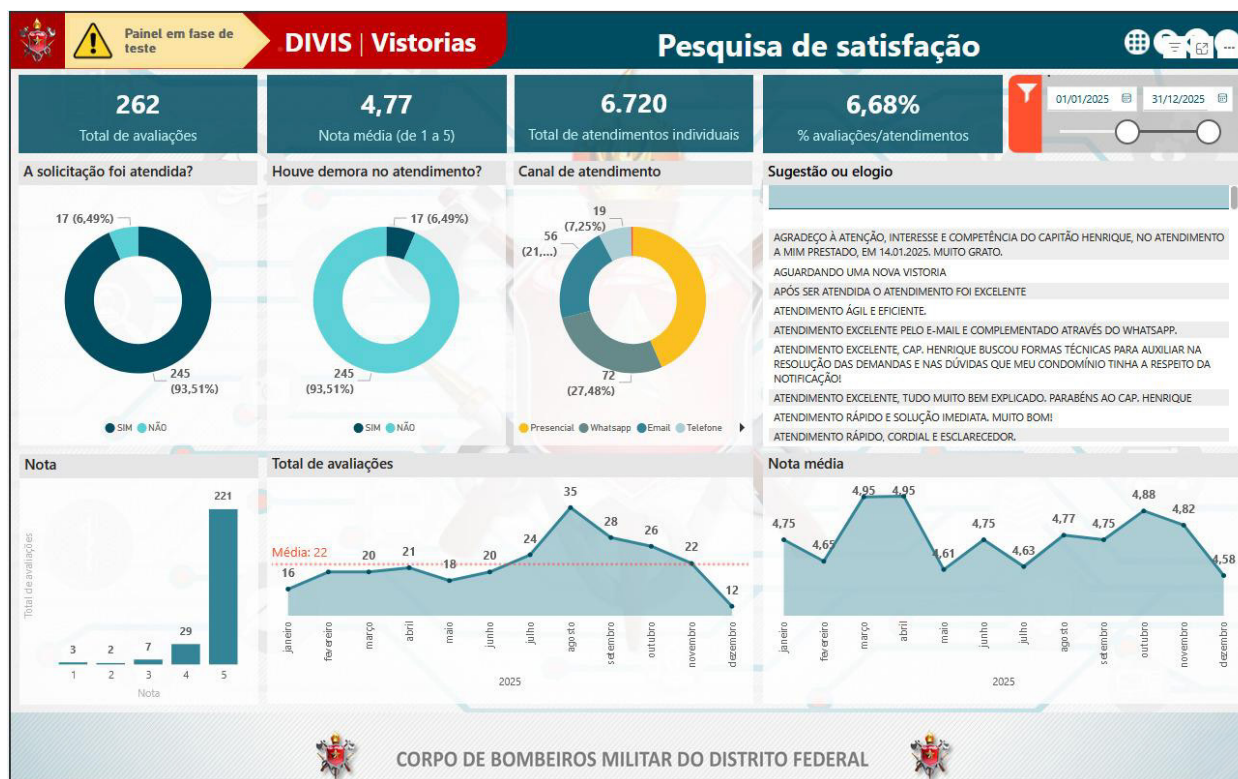 Painel em fase de
teste
DIVIS | Vistorias
Pesquisa de satisfação
262
Total de avaliações
4,77
Nota média (de 1 a 5)
6.720
Total de atendimentos individuais
6,68%
% avaliações/atendimentos
01/01/2025
31/12/2025
A solicitação foi atendida?
17 (6,49%)
245
(93,51%)
SIM NÃO
Houve demora no atendimento?
17 (6,49%)
245
(93,51%)
SIM NÃO
Canal de atendimento
19
(7,25%)
56
(21,...)
72
(27,48%)
Presencial Whatsapp Email Telefone
Sugestão ou elogio
AGRADEÇO À ATENÇÃO, INTERESSE E COMPETÊNCIA DO CAPITÃO HENRIQUE, NO ATENDIMENTO
A MIM PRESTADO, EM 14.01.2025. MUITO GRATO.
AGUARDANDO UMA NOVA VISTORIA
APÓS SER ATENDIDA O ATENDIMENTO FOI EXCELENTE
ATENDIMENTO ÁGIL E EFICIENTE.
ATENDIMENTO EXCELENTE PELO E-MAIL E COMPLEMENTADO ATRAVÉS DO WHATSAPP.
ATENDIMENTO EXCELENTE, CAP. HENRIQUE BUSCOU FORMAS TÉCNICAS PARA AUXILIAR NA
RESOLUÇÃO DAS DEMANDAS E NAS DÚVIDAS QUE MEU CONDOMÍNIO TINHA A RESPEITO DA
NOTIFICAÇÃO!
ATENDIMENTO EXCELENTE, TUDO MUITO BEM EXPLICADO. PARABÉNS AO CAP. HENRIQUE
ATENDIMENTO RÁPIDO E SOLUÇÃO IMEDIATA. MUITO BOM!
ATENDIMENTO RÁPIDO, CORDIAL E ESCLARECEDOR.
Nota
Total de avaliações
3 2 7 29 221
1 2 3 4 5
Nota
Total de avaliações
Média: 22
16 20 21 18 20 24 35 28 26 22 12
janeiro fevereiro março abril maio junho julho agosto setembro outubro novembro dezembro
2025
Nota média
4,75 4,65 4,95 4,95 4,61 4,75 4,63 4,77 4,75 4,88 4,82 4,58
janeiro fevereiro março abril maio junho julho agosto setembro outubro novembro dezembro
2025
CORPO DE BOMBEIROS MILITAR DO DISTRITO FEDERAL